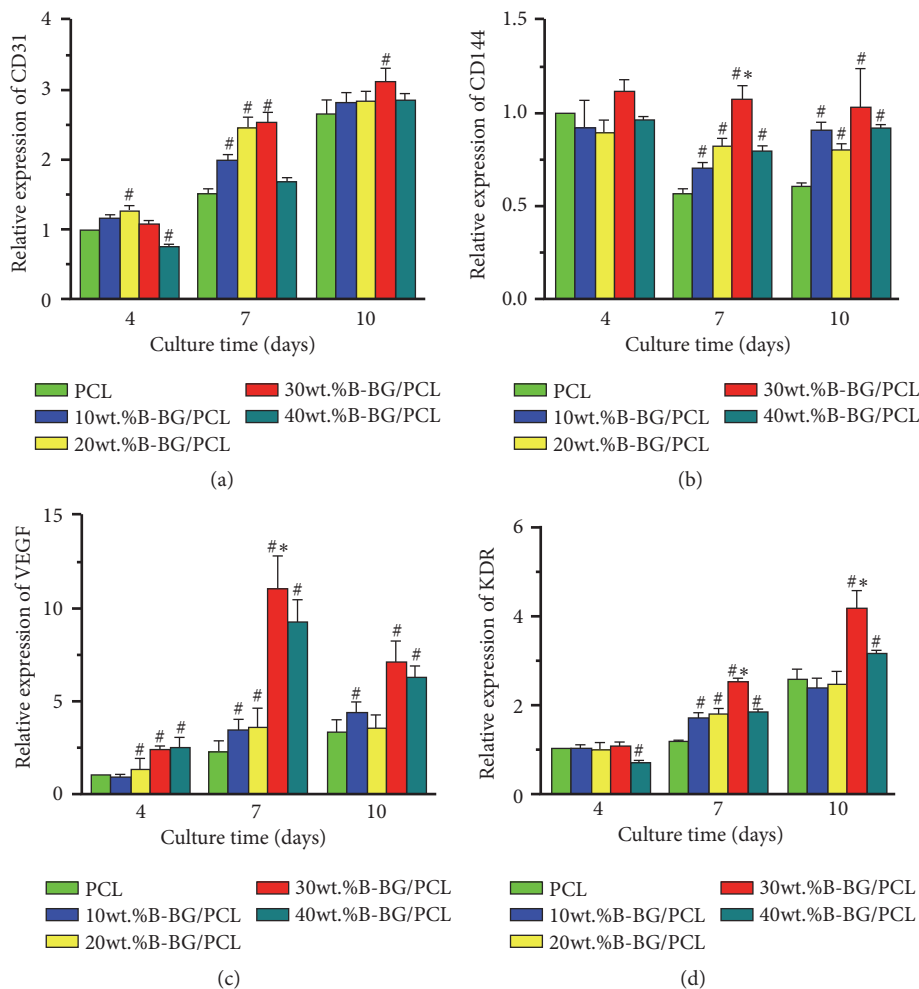 4
3
2
1
0
Relative expression of CD31
#
#
#
#
#
#
4 7 10
Culture time (days)
PCL
10wt.%B-BG/PCL
20wt.%B-BG/PCL
30wt.%B-BG/PCL
40wt.%B-BG/PCL
(a)
1.5
1.0
0.5
0.0
Relative expression of CD144
#
#
#*
#
#
#
#
#
4 7 10
Culture time (days)
PCL
10wt.%B-BG/PCL
20wt.%B-BG/PCL
30wt.%B-BG/PCL
40wt.%B-BG/PCL
(b)
15
10
5
0
Relative expression of VEGF
#
#
#
#
#
#*
#
#
#
#
4 7 10
Culture time (days)
PCL
10wt.%B-BG/PCL
20wt.%B-BG/PCL
30wt.%B-BG/PCL
40wt.%B-BG/PCL
(c)
6
4
2
0
Relative expression of KDR
#
#
#
#*
#
#*
#
4 7 10
Culture time (days)
PCL
10wt.%B-BG/PCL
20wt.%B-BG/PCL
30wt.%B-BG/PCL
40wt.%B-BG/PCL
(d)